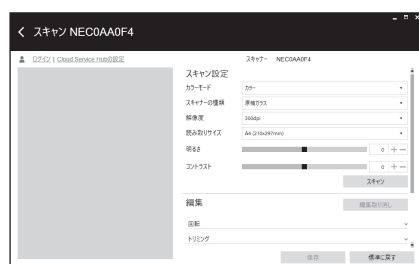 スキャン NEC0AA0F4
ログイン | Cloud Service Hubの設定
スキャナー NEC0AA0F4
スキャン設定
カラーモード カラー
スキャナーの種類 原稿ガラス
解像度 300dpi
読み取りサイズ A4 (210x297mm)
明るさ 0 + −
コントラスト 0 + −
スキャン
編集 編集取り消し
回転
トリミング
保存 標準に戻す